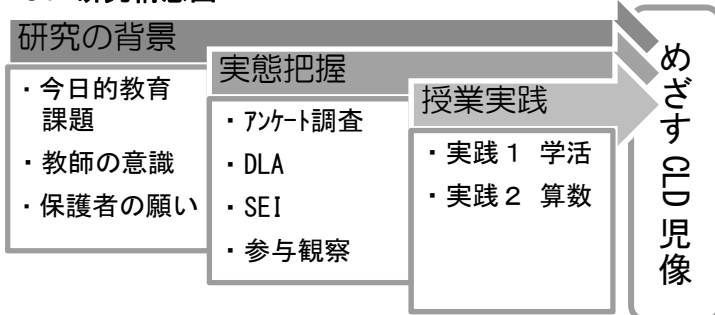 研究の背景
・今日的教育
課題
・教師の意識
・保護者の願い
実態把握
・アンケート調査
・DLA
・SEI
・参与観察
授業実践
・実践１ 学活
・実践２ 算数
めざすCLD児像